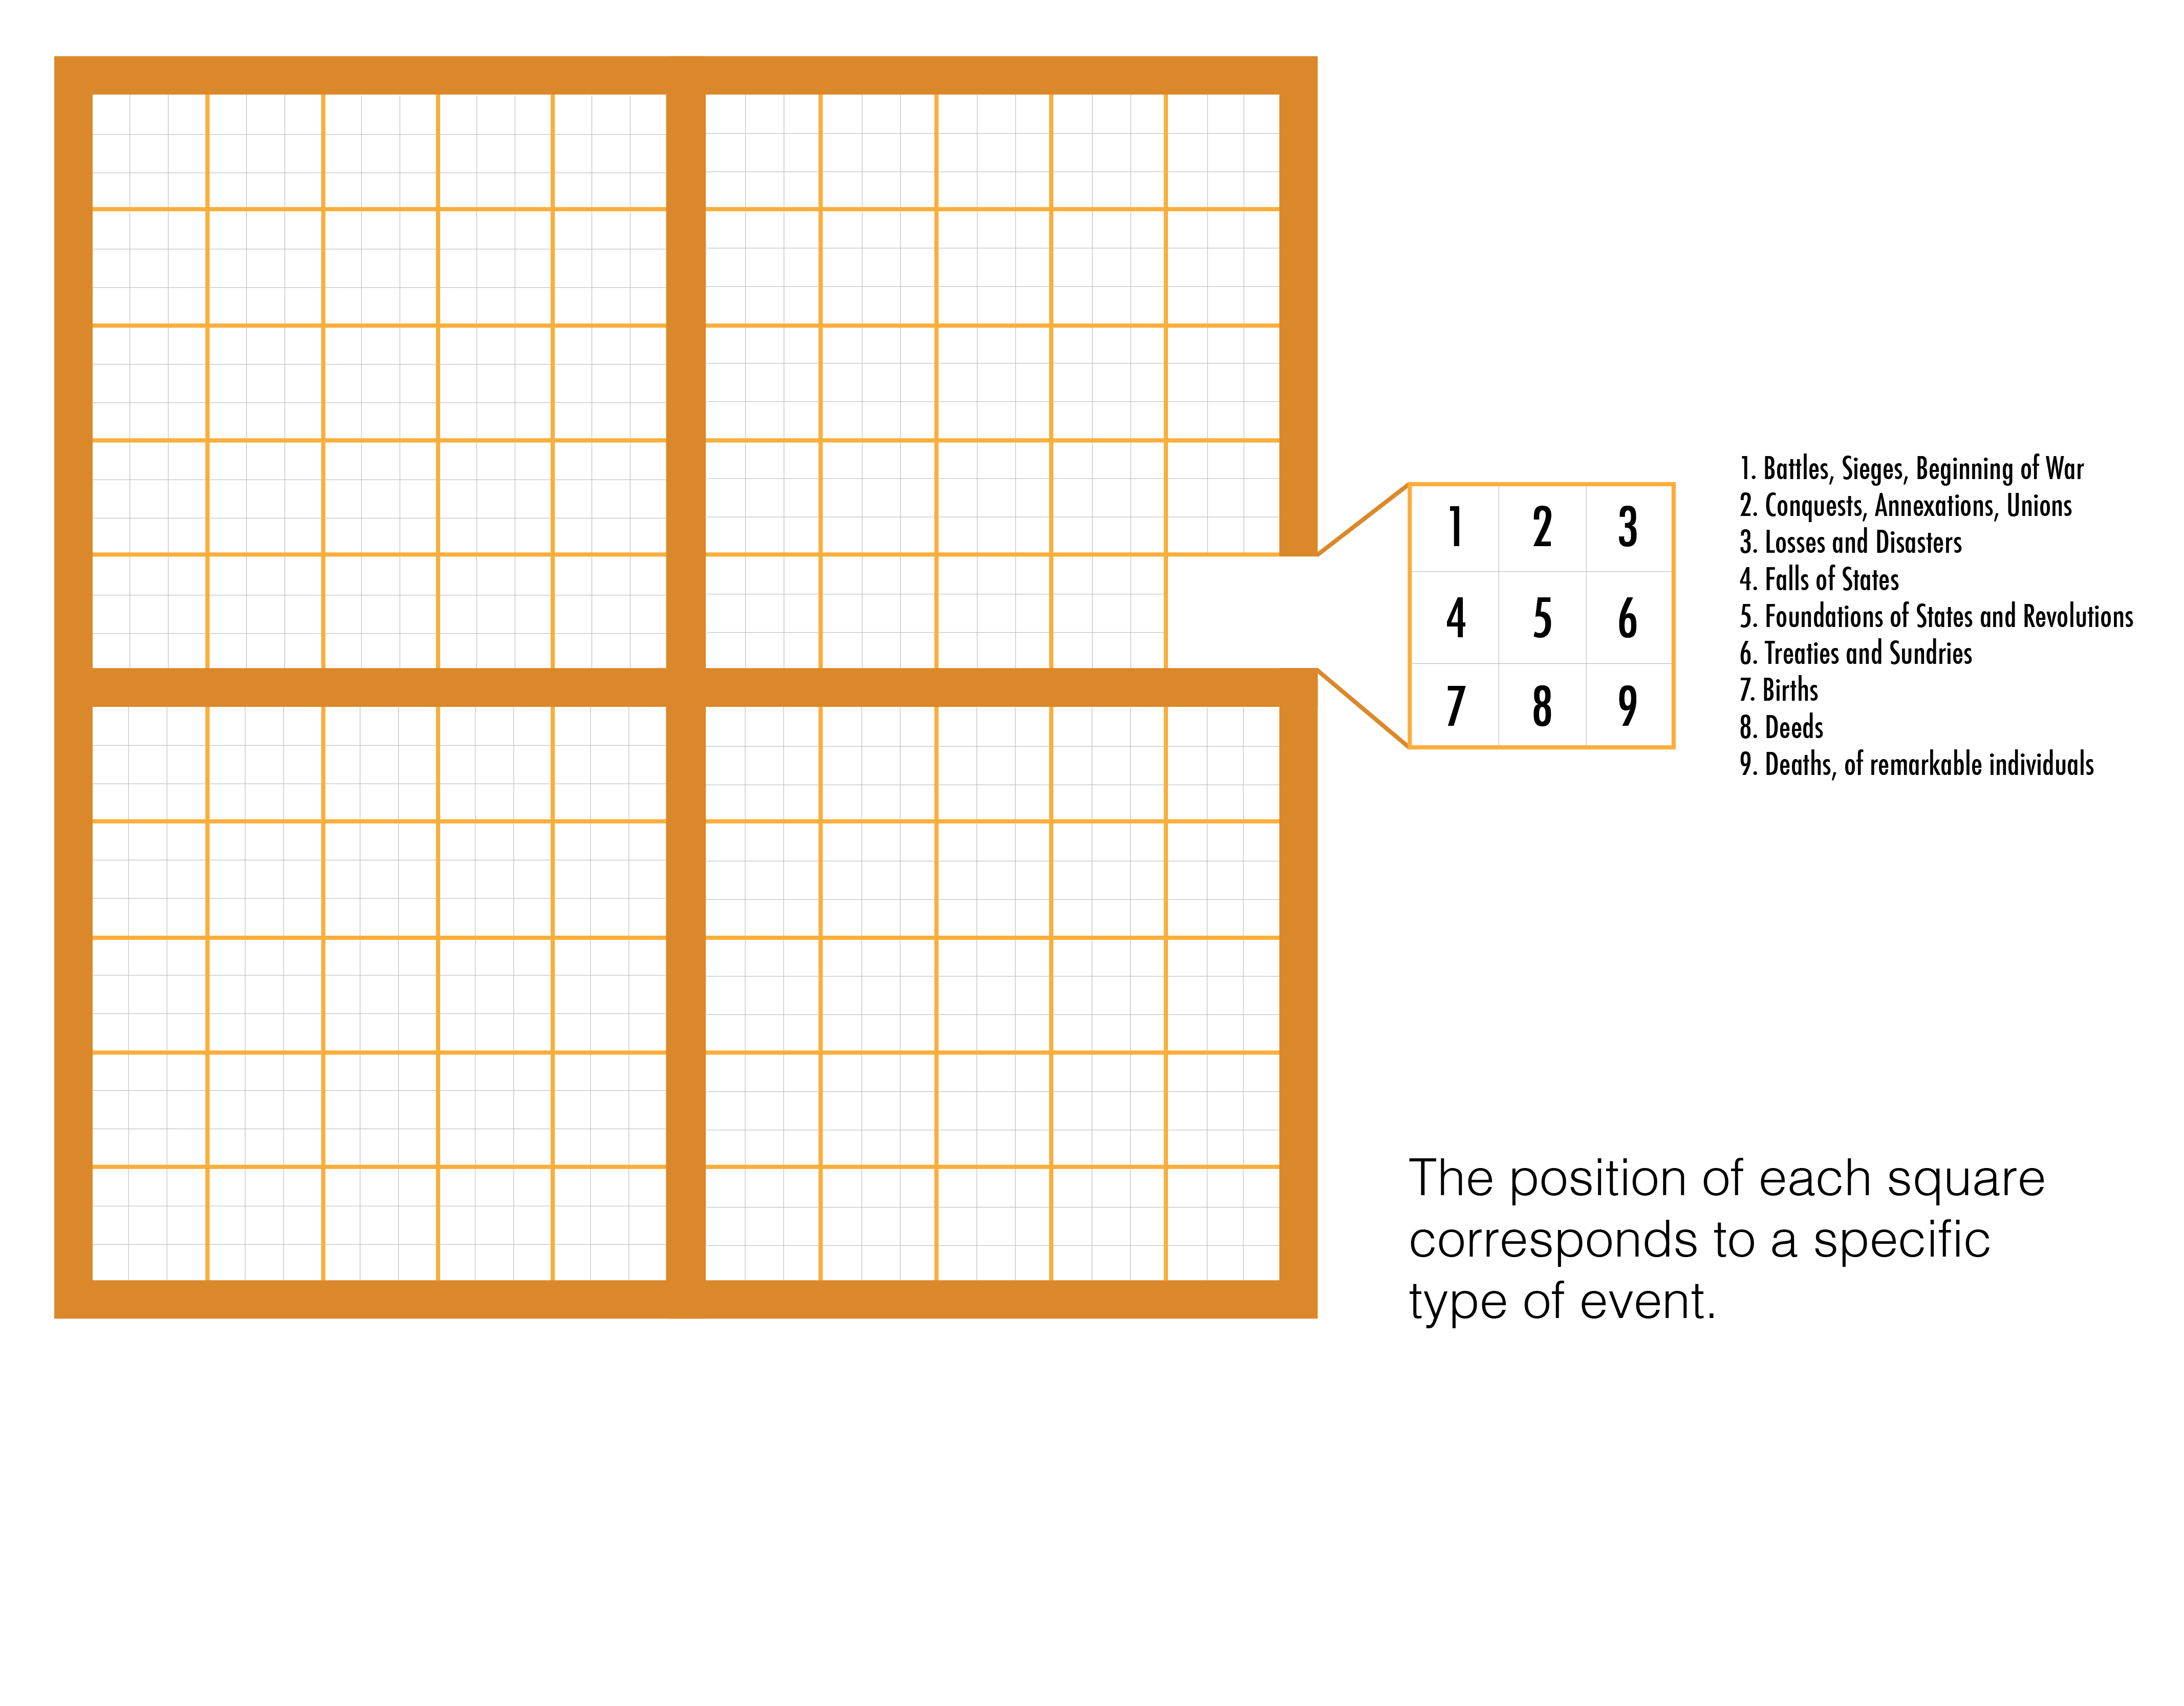 1 2 3
4 5 6
7 8 9
1. Battles, Sieges, Beginning of War
2. Conquests, Annexations, Unions
3. Losses and Disasters
4. Falls of States
5. Foundations of States and Revolutions
6. Treaties and Sundries
7. Births
8. Deeds
9. Deaths, of remarkable individuals
The position of each square
corresponds to a specific
type of event.